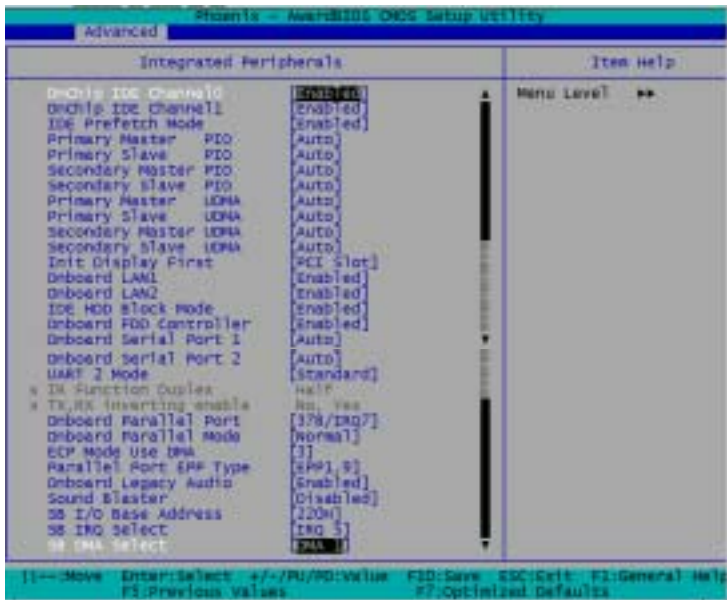 Phoenix - AwardBIOS CMOS Setup Utility
Advanced
Integrated Peripherals
Item Help
OnChip IDE Channel0 [Enabled]
OnChip IDE Channel1 [Enabled]
IDE Prefetch Mode [Enabled]
Primary Master PIO [Auto]
Primary Slave PIO [Auto]
Secondary Master PIO [Auto]
Secondary Slave PIO [Auto]
Primary Master UDMA [Auto]
Primary Slave UDMA [Auto]
Secondary Master UDMA [Auto]
Secondary Slave UDMA [Auto]
Init Display First [PCI Slot]
Onboard LAN1 [Enabled]
Onboard LAN2 [Enabled]
IDE HDD Block Mode [Enabled]
Onboard FDD Controller [Enabled]
Onboard Serial Port 1 [Auto]
Onboard Serial Port 2 [Auto]
UART 2 Mode [Standard]
x IR Function Duplex Half
x TX,RX inverting enable No, Yes
Onboard Parallel Port [378/IRQ7]
Onboard Parallel Mode [Normal]
ECP Mode Use DMA [3]
Parallel Port EPP Type [EPP1.9]
Onboard Legacy Audio [Enabled]
Sound Blaster [Disabled]
SB I/O Base Address [220H]
SB IRQ Select [IRQ 5]
SB DMA Select [DMA 1]
Menu Level ▸▸
↑↓→←:Move Enter:Select +/-/PU/PD:Value F10:Save ESC:Exit F1:General Help
F5:Previous Values F7:Optimized Defaults